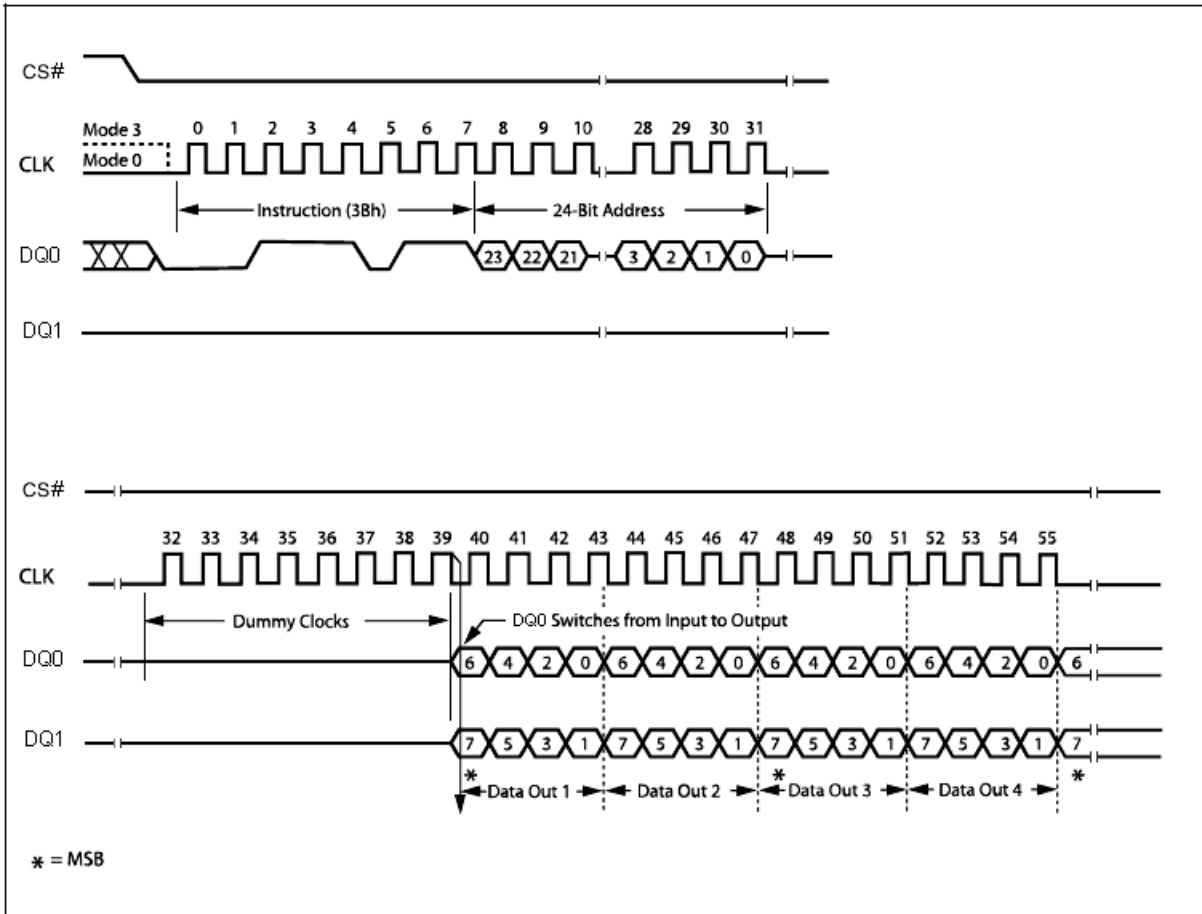 CS#
Mode 3 0 1 2 3 4 5 6 7 8 9 10 28 29 30 31
Mode 0
CLK
Instruction (3Bh) 24-Bit Address
DQ0 23 22 21 3 2 1 0
DQ1
CS#
32 33 34 35 36 37 38 39 40 41 42 43 44 45 46 47 48 49 50 51 52 53 54 55
CLK
Dummy Clocks DQ0 Switches from Input to Output
DQ0 6 4 2 0 6 4 2 0 6 4 2 0 6 4 2 0 6
DQ1 7 5 3 1 7 5 3 1 7 5 3 1 7 5 3 1 7
* * *
Data Out 1 Data Out 2 Data Out 3 Data Out 4
* = MSB